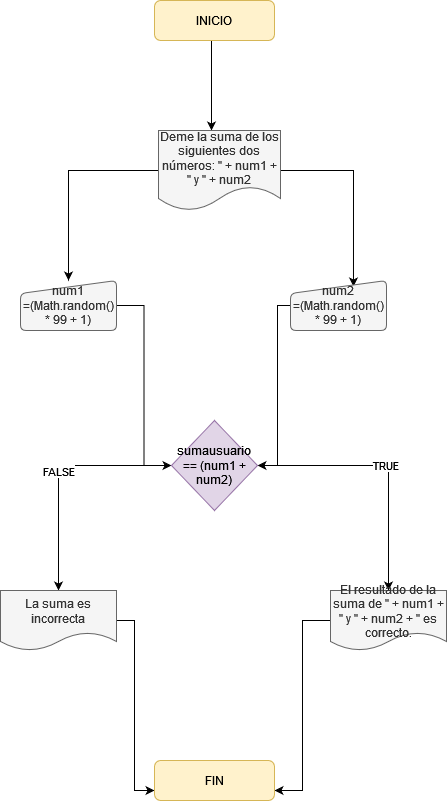 INICIO
Deme la suma de los
siguientes dos
números: " + num1 +
" y " + num2
num1
=(Math.random()
* 99 + 1)
num2
=(Math.random()
* 99 + 1)
sumausuario
== (num1 +
num2)
FALSE
TRUE
La suma es
incorrecta
El resultado de la
suma de " + num1 +
" y " + num2 + " es
correcto.
FIN